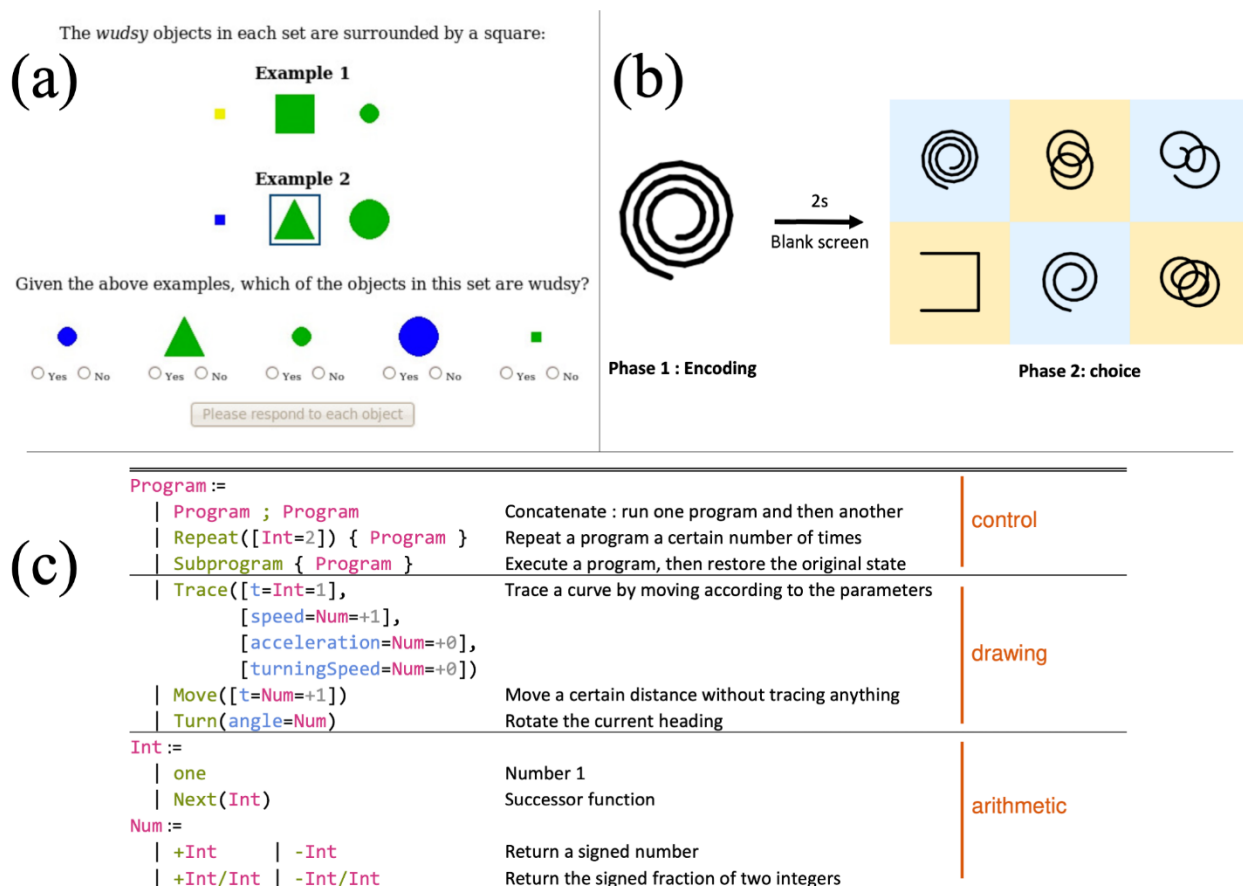 (a)
The wudsy objects in each set are surrounded by a square:
Example 1
Example 2
Given the above examples, which of the objects in this set are wudsy?
Yes No Yes No Yes No Yes No Yes No
Please respond to each object
(b)
2s
Blank screen
Phase 1 : Encoding
Phase 2: choice
(c)
Program :=
| Program ; Program Concatenate : run one program and then another
| Repeat([Int=2]) { Program } Repeat a program a certain number of times
| Subprogram { Program } Execute a program, then restore the original state
control
| Trace([t=Int=1], Trace a curve by moving according to the parameters
[speed=Num=+1],
[acceleration=Num=+0],
[turningSpeed=Num=+0])
| Move([t=Num=+1]) Move a certain distance without tracing anything
| Turn(angle=Num) Rotate the current heading
drawing
Int :=
| one Number 1
| Next(Int) Successor function
Num :=
| +Int | -Int Return a signed number
| +Int/Int | -Int/Int Return the signed fraction of two integers
arithmetic